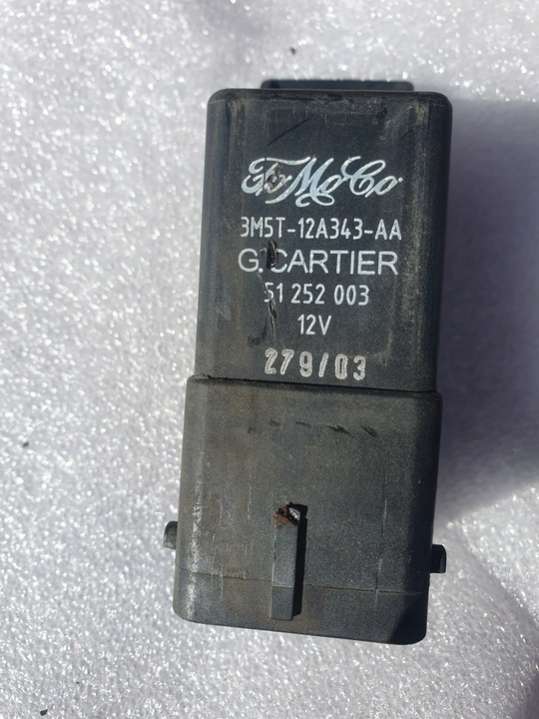 FoMoCo
3M5T-12A343-AA
G.CARTIER
51 252 003
12V
279/03